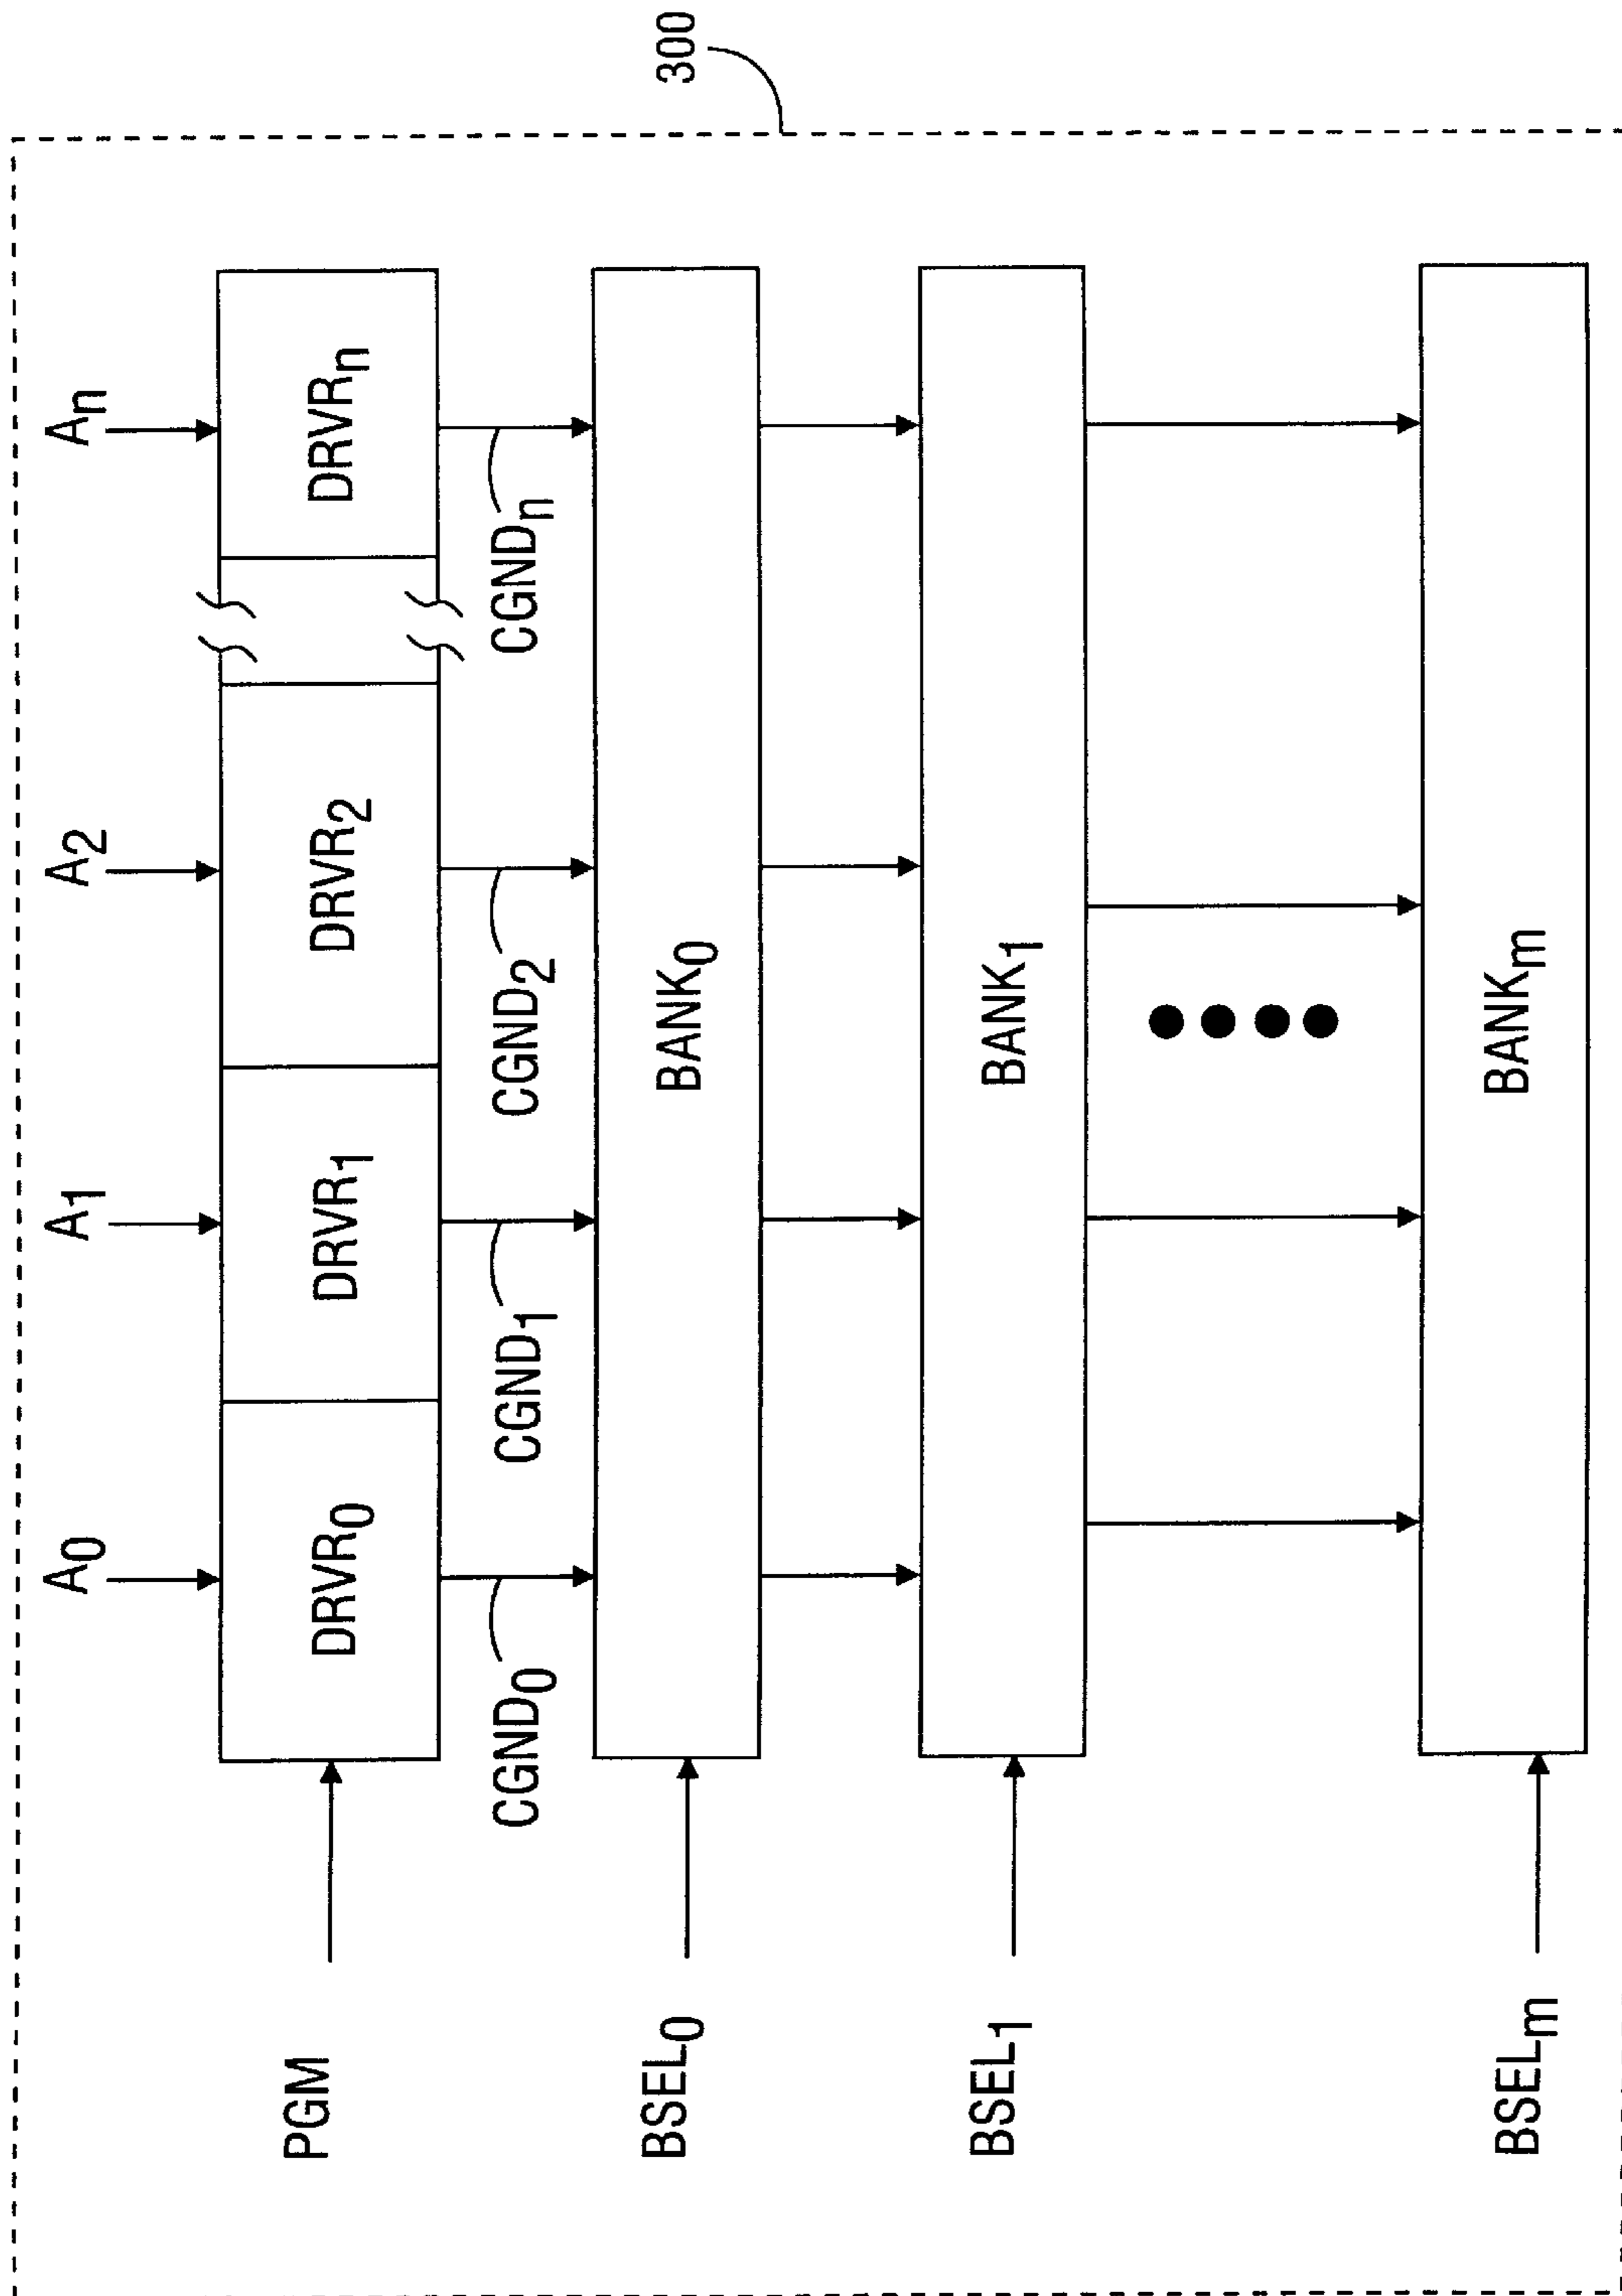 300
A0 A1 A2 An
PGM DRVR0 DRVR1 DRVR2 DRVRn
CGND0 CGND1 CGND2 CGNDn
BSEL0 BANK0
BSEL1 BANK1
BSELm BANKm